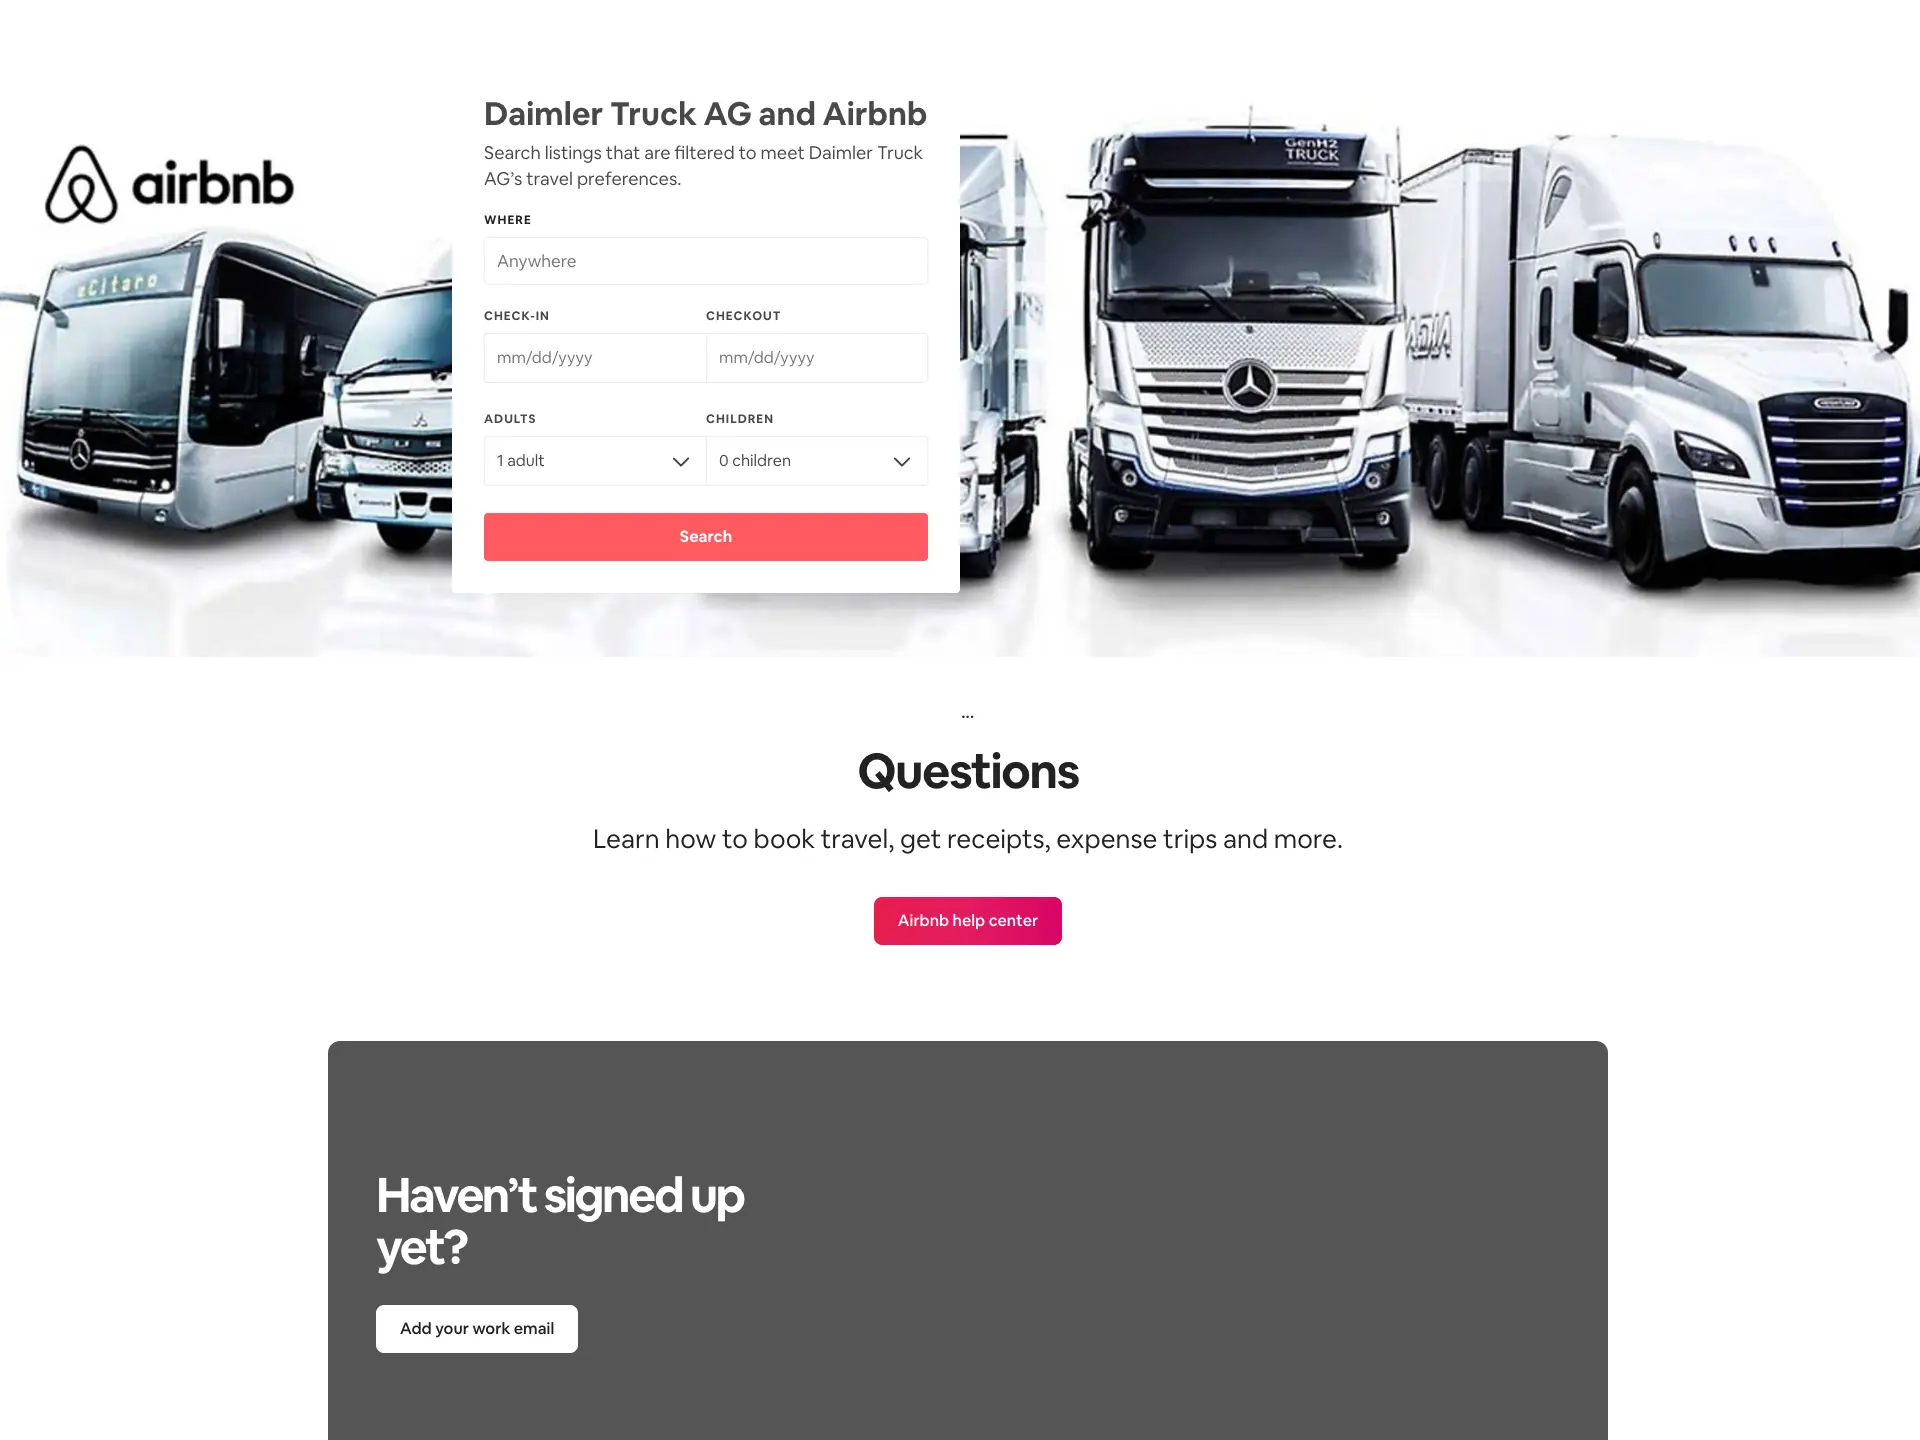 airbnb
Daimler Truck AG and Airbnb
Search listings that are filtered to meet Daimler Truck
AG’s travel preferences.
WHERE
Anywhere
CHECK-IN CHECKOUT
mm/dd/yyyy mm/dd/yyyy
ADULTS CHILDREN
1 adult 0 children
Search
eCitaro
GenH2
TRUCK
...
Questions
Learn how to book travel, get receipts, expense trips and more.
Airbnb help center
Haven’t signed up
yet?
Add your work email